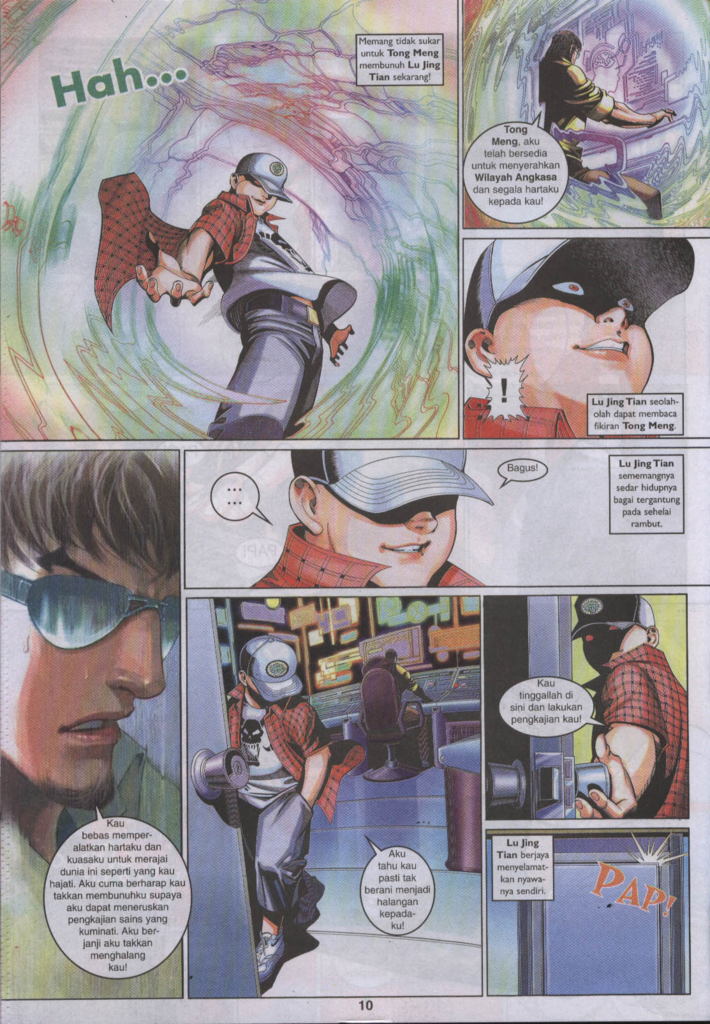 Hah...
Memang tidak sukar
untuk Tong Meng
membunuh Lu Jing
Tian sekarang!
Tong
Meng, aku
telah bersedia
untuk menyerahkan
Wilayah Angkasa
dan segala hartaku
kepada kau!
!
Lu Jing Tian seolah-
olah dapat membaca
fikiran Tong Meng.
...
...
Bagus!
Lu Jing Tian
sememangnya
sedar hidupnya
bagai tergantung
pada sehelai
rambut.
Kau
bebas memper-
alatkan hartaku dan
kuasaku untuk merajai
dunia ini seperti yang kau
hajati. Aku cuma berharap kau
takkan membunuhku supaya
aku dapat meneruskan
pengkajian sains yang
kuminati. Aku ber-
janji aku takkan
menghalang
kau!
Aku
tahu kau
pasti tak
berani menjadi
halangan
kepada-
ku!
Kau
tinggallah di
sini dan lakukan
pengkajian kau!
Lu Jing
Tian berjaya
menyelamat-
kan nyawa-
nya sendiri.
PAP!
10